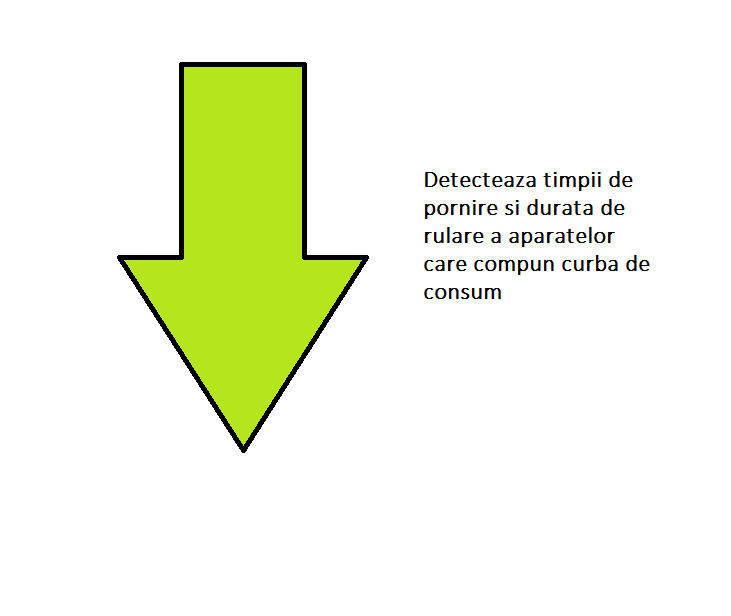 Detecteaza timpii de
pornire si durata de
rulare a aparatelor
care compun curba de
consum